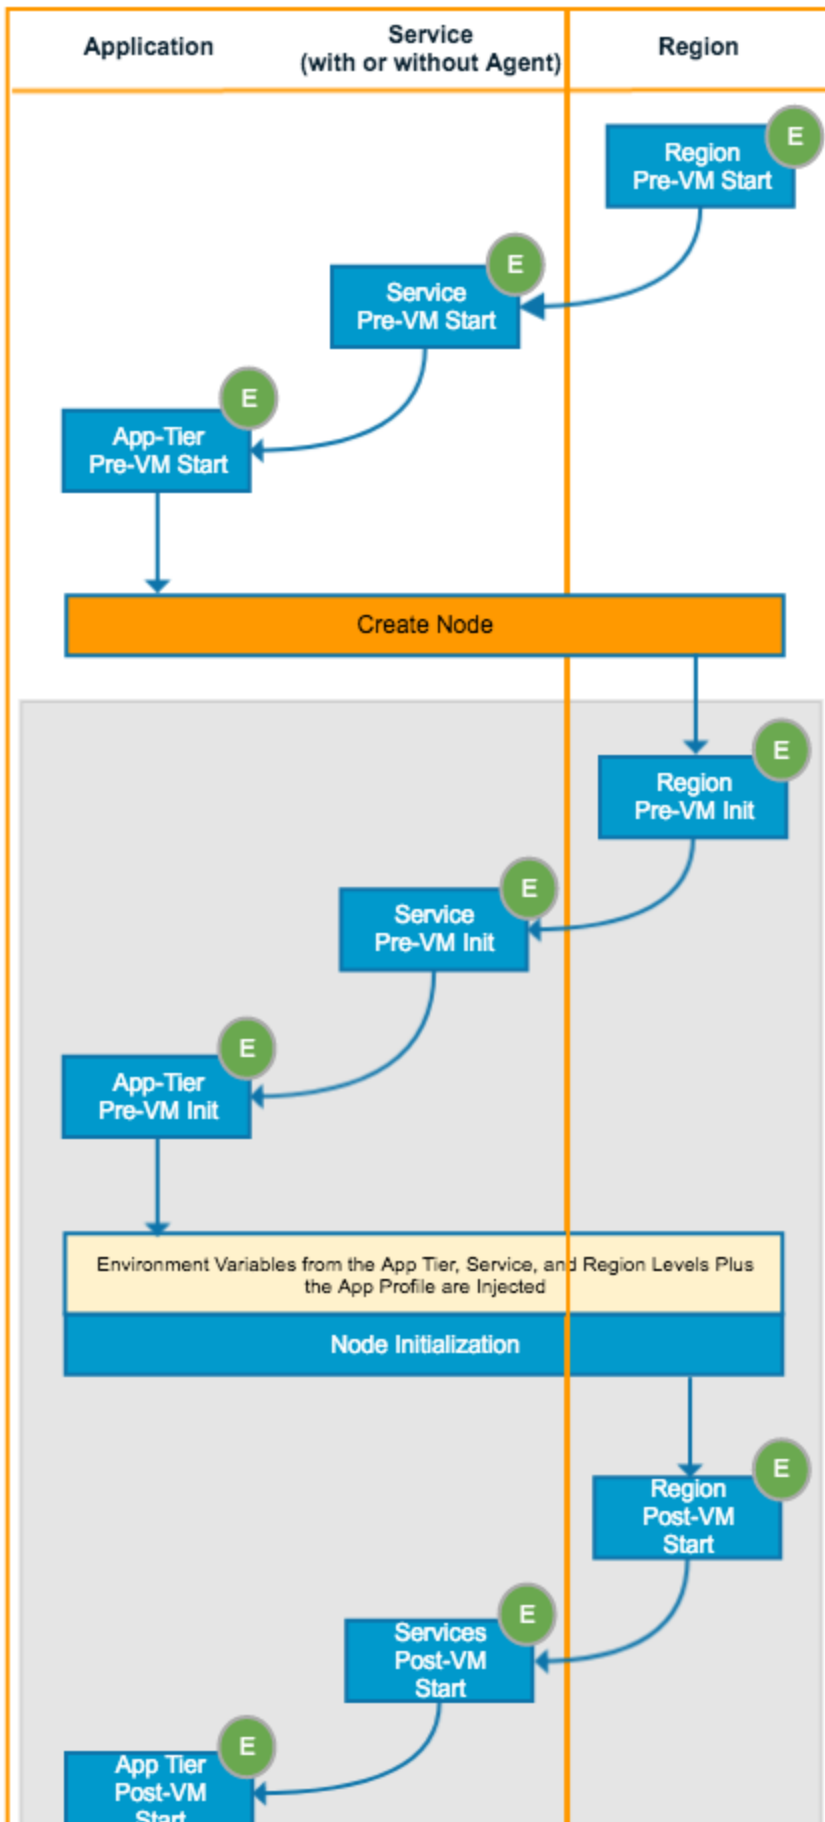 Application
Service
(with or without Agent)
Region
E
Region
Pre-VM Start
E
Service
Pre-VM Start
E
App-Tier
Pre-VM Start
Create Node
E
Region
Pre-VM Init
E
Service
Pre-VM Init
E
App-Tier
Pre-VM Init
Environment Variables from the App Tier, Service, and Region Levels Plus
the App Profile are Injected
Node Initialization
E
Region
Post-VM
Start
E
Services
Post-VM
Start
E
App Tier
Post-VM
Start